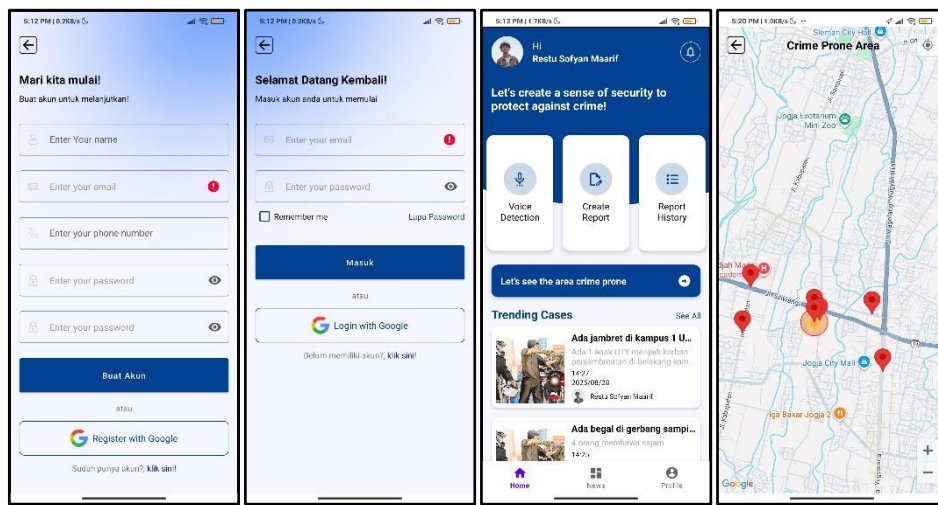 5:12 PM | 0.2KB/s
Mari kita mulai!
Buat akun untuk melanjutkan!
Enter Your name
Enter your email
Enter your phone number
Enter your password
Enter your password
Buat Akun
atau
Register with Google
Sudah punya akun?, klik sini!
5:12 PM | 0.2KB/s
Selamat Datang Kembali!
Masuk akun anda untuk memulai
Enter your email
Enter your password
Remember me
Lupa Password
Masuk
atau
Login with Google
Belum memiliki akun?, klik sini!
5:13 PM | 1.7KB/s
Hi
Restu Sofyan Maarif
Let's create a sense of security to
protect against crime!
Voice
Detection
Create
Report
Report
History
Let's see the area crime prone
Trending Cases
See All
Ada jambret di kampus 1 U...
Ada 1 anak UTY menjadi korban
penjambreatan di belakang kam...
14:27
2025/06/28
Restu Sofyan Maarif
Ada begal di gerbang sampi...
4 orang membawa sajam
14:25
Home
News
Profile
5:20 PM | 1.0KB/s
Sleman City Hall
Crime Prone Area
Jogja Exotarium
Mini Zoo
Jl. Kabupaten
Jogja City Mall
Iga Bakar Jogja 2
Google